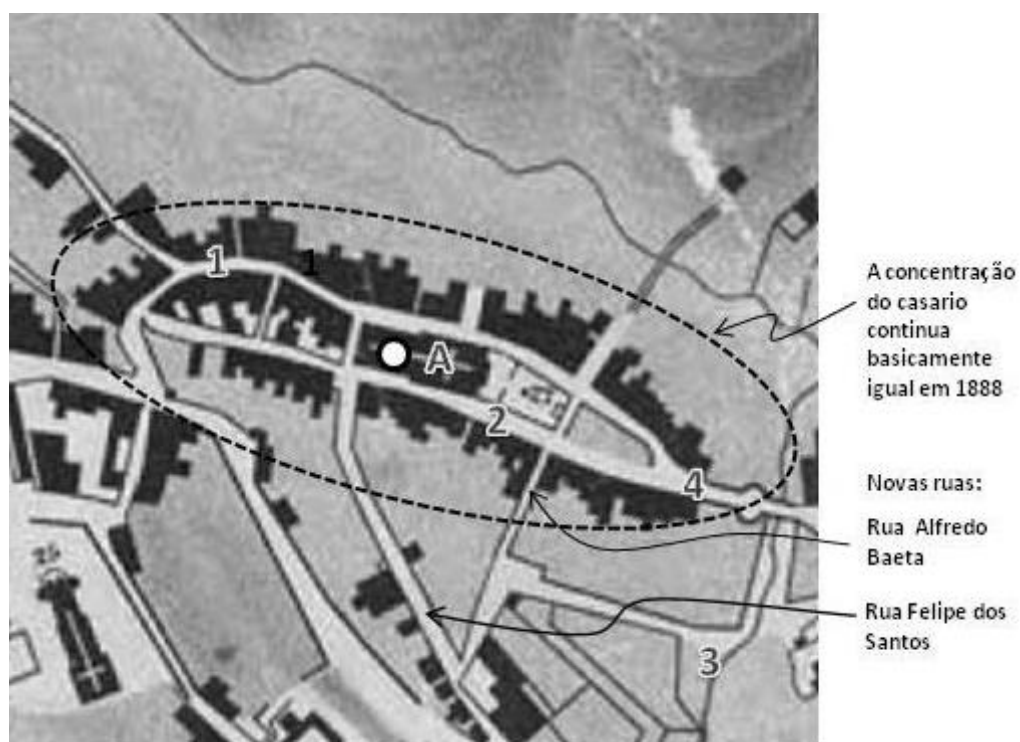 1
1
A
2
4
25
3
A concentração
do casario
continua
basicamente
igual em 1888
Novas ruas:
Rua Alfredo
Baeta
Rua Felipe dos
Santos